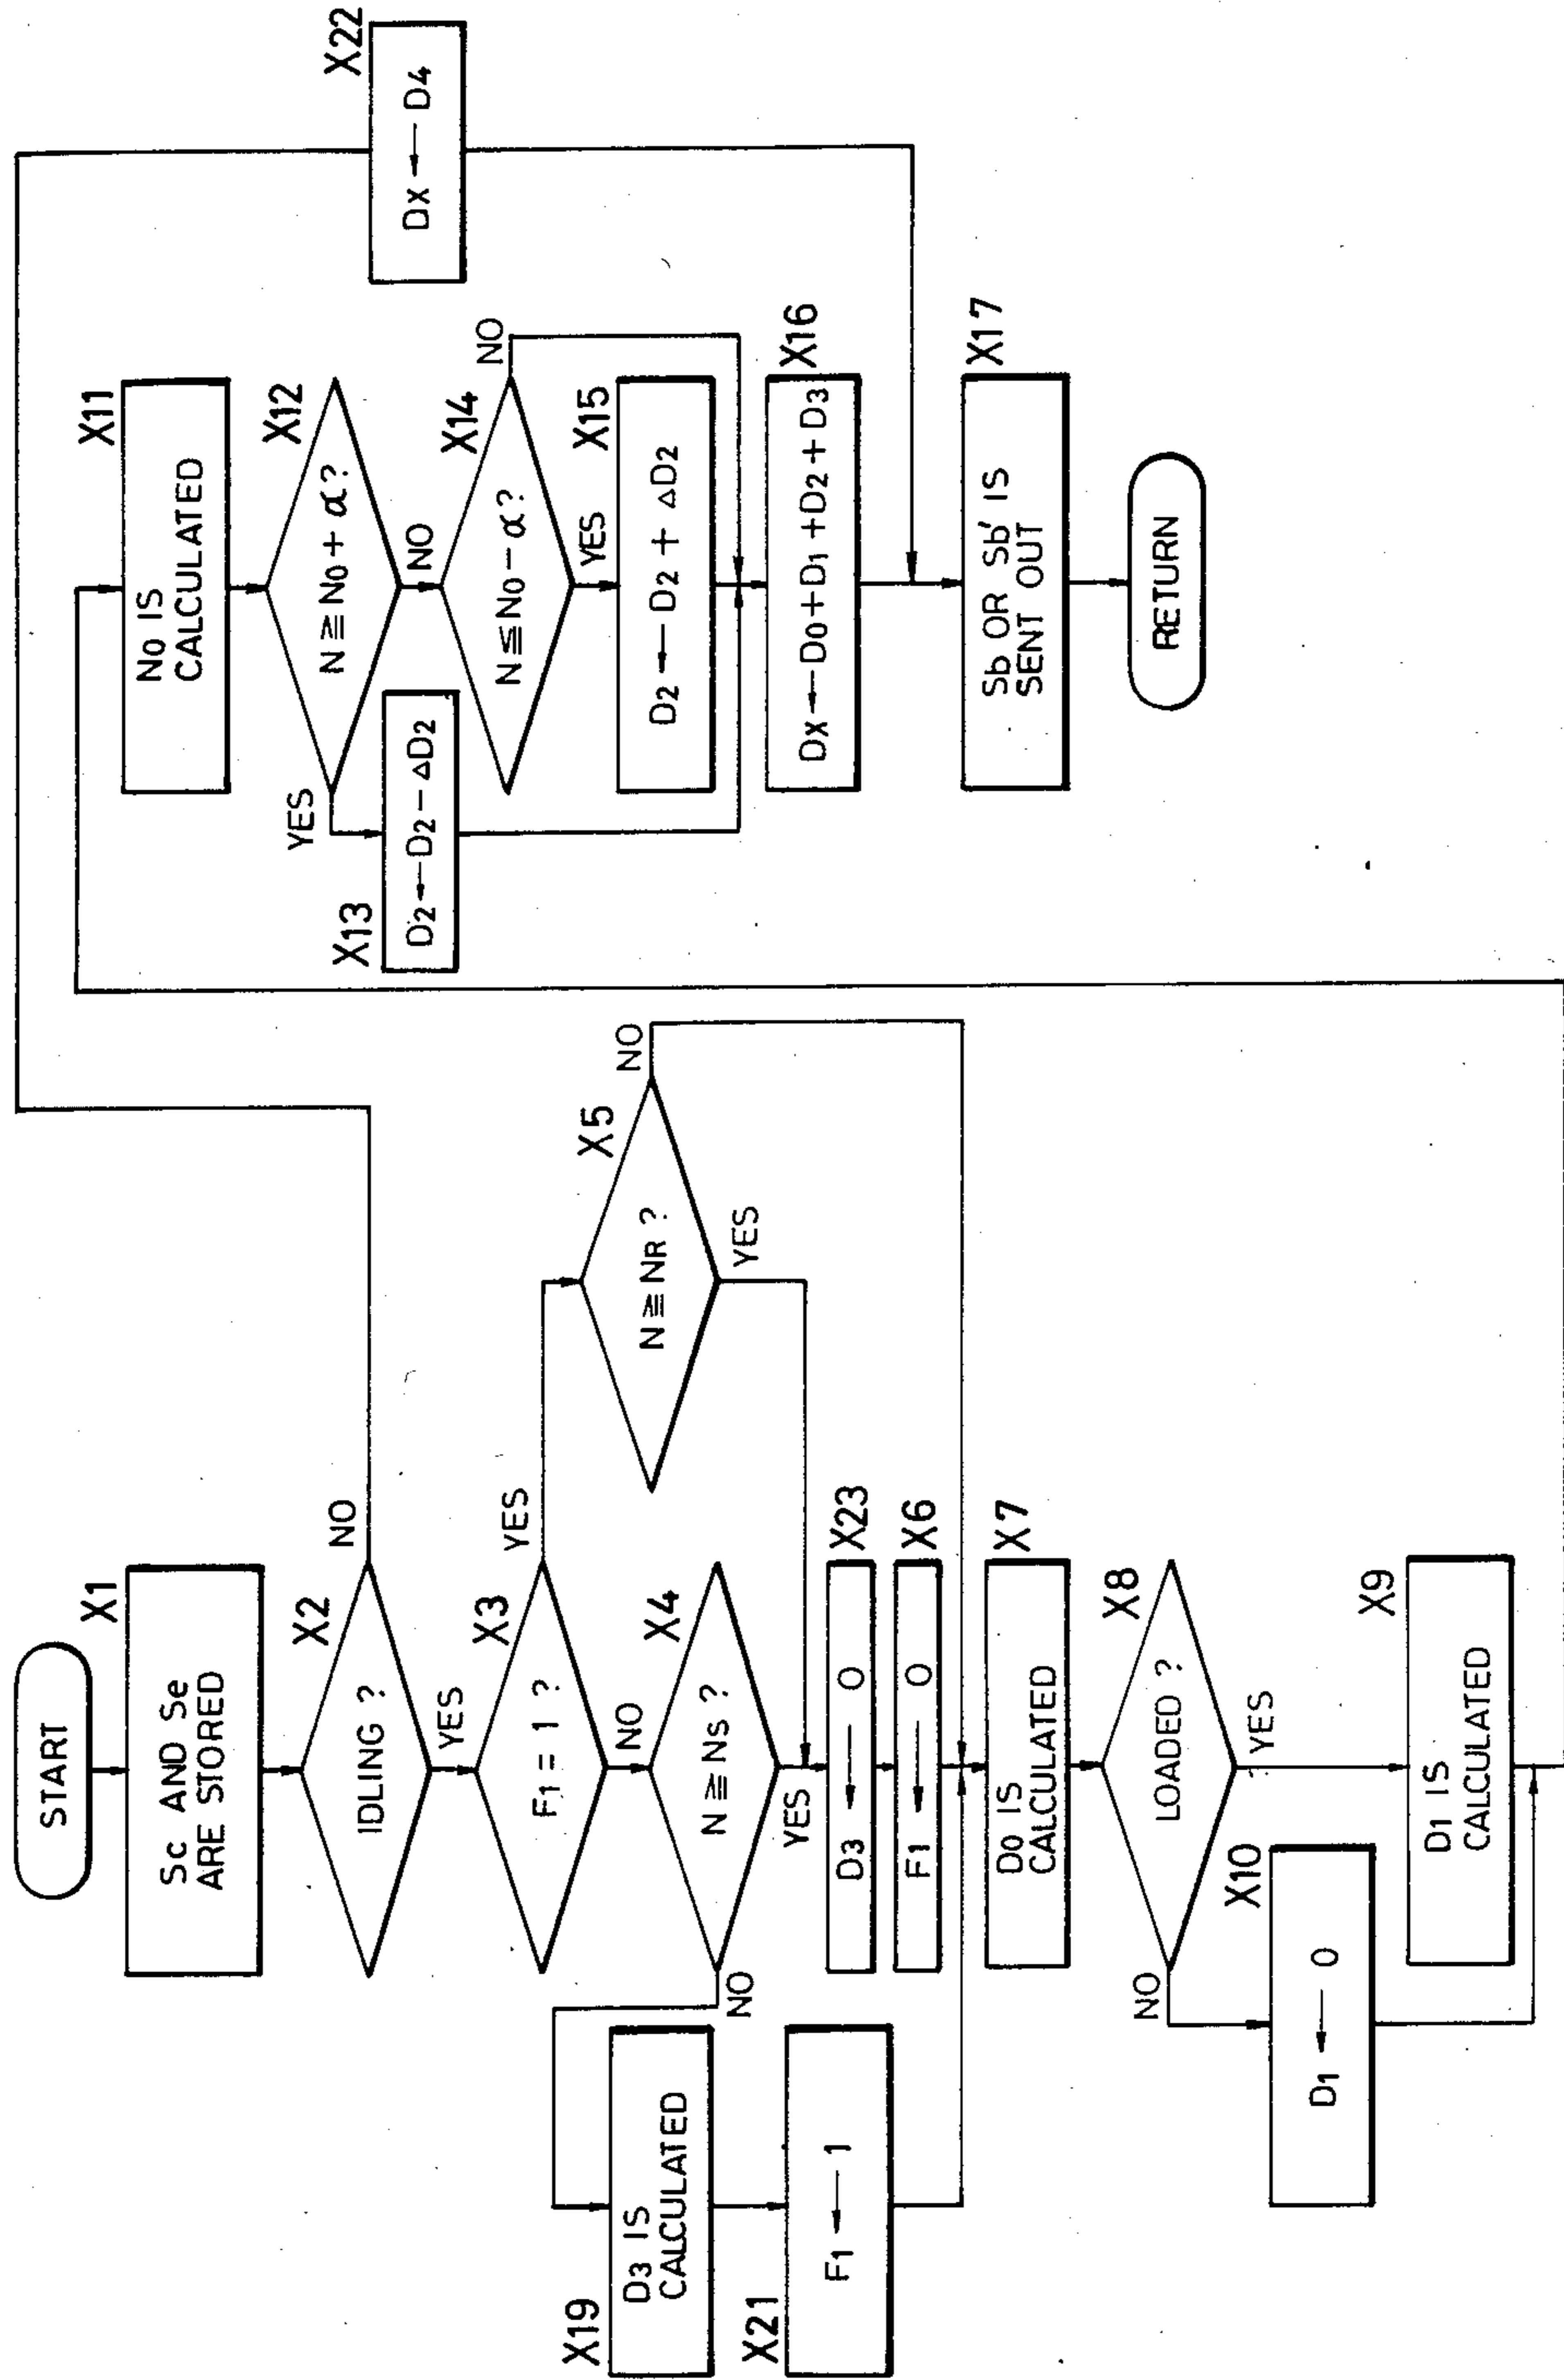 START
X1
Sc AND Se
ARE STORED
X2
IDLING ?
NO
YES
X3
F1 = 1 ?
YES
NO
X4
N ≧ NS ?
NO
YES
X5
N ≧ NR ?
NO
YES
X19
D3 IS
CALCULATED
X21
F1 ← 1
X23
D3 ← 0
X6
F1 ← 0
X7
D0 IS
CALCULATED
X8
LOADED ?
NO
YES
X10
D1 ← 0
X9
D1 IS
CALCULATED
X11
N0 IS
CALCULATED
X12
N ≧ N0 + α ?
YES
NO
X13
D2 ← D2 − ΔD2
X14
N ≦ N0 − α ?
NO
YES
X15
D2 ← D2 + ΔD2
X16
DX ← D0 + D1 + D2 + D3
X22
DX ← D4
X17
Sb OR Sb' IS
SENT OUT
RETURN